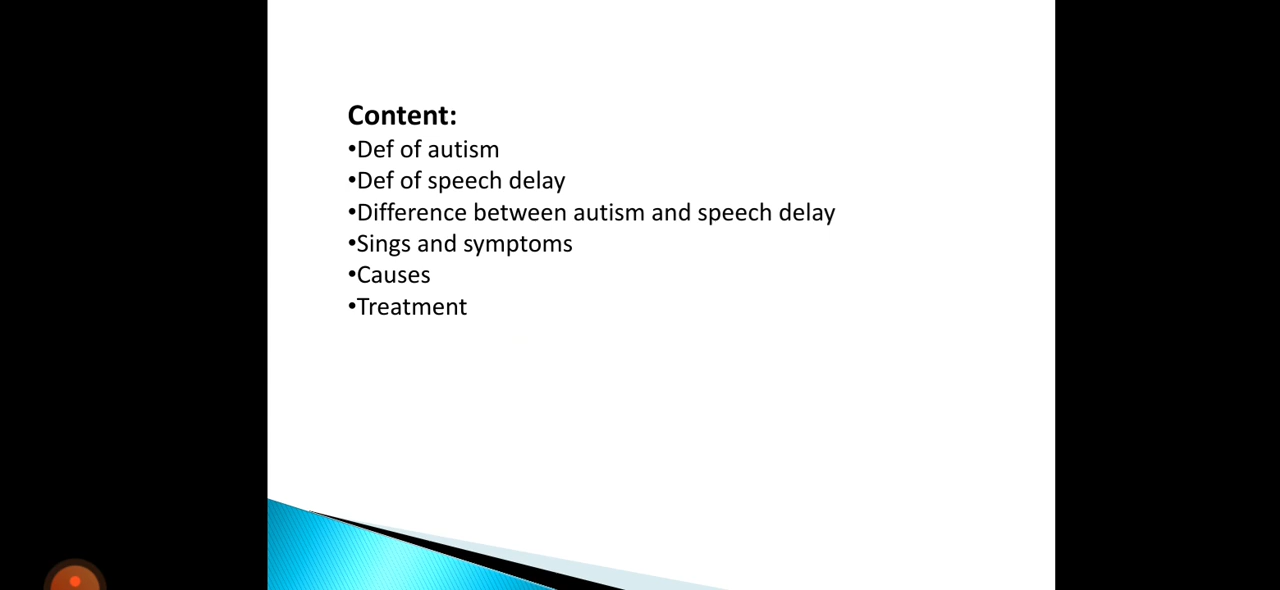 Content:
•Def of autism
•Def of speech delay
•Difference between autism and speech delay
•Sings and symptoms
•Causes
•Treatment